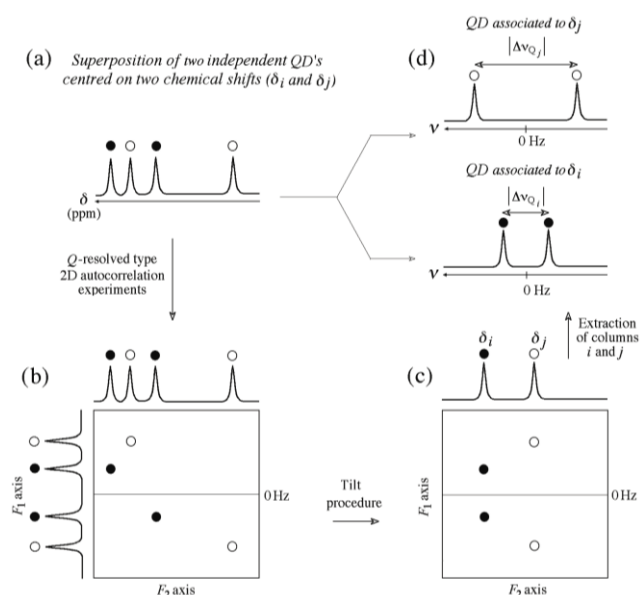 (a) Superposition of two independent QD's
centred on two chemical shifts (δi and δj)
δ
(ppm)
(d)
QD associated to δj
|ΔνQj|
ν
0 Hz
QD associated to δi
|ΔνQi|
ν
0 Hz
Q-resolved type
2D autocorrelation
experiments
Extraction
of columns
i and j
(b)
F1 axis
0 Hz
F2 axis
Tilt
procedure
(c)
δi
δj
F1 axis
0 Hz
F2 axis